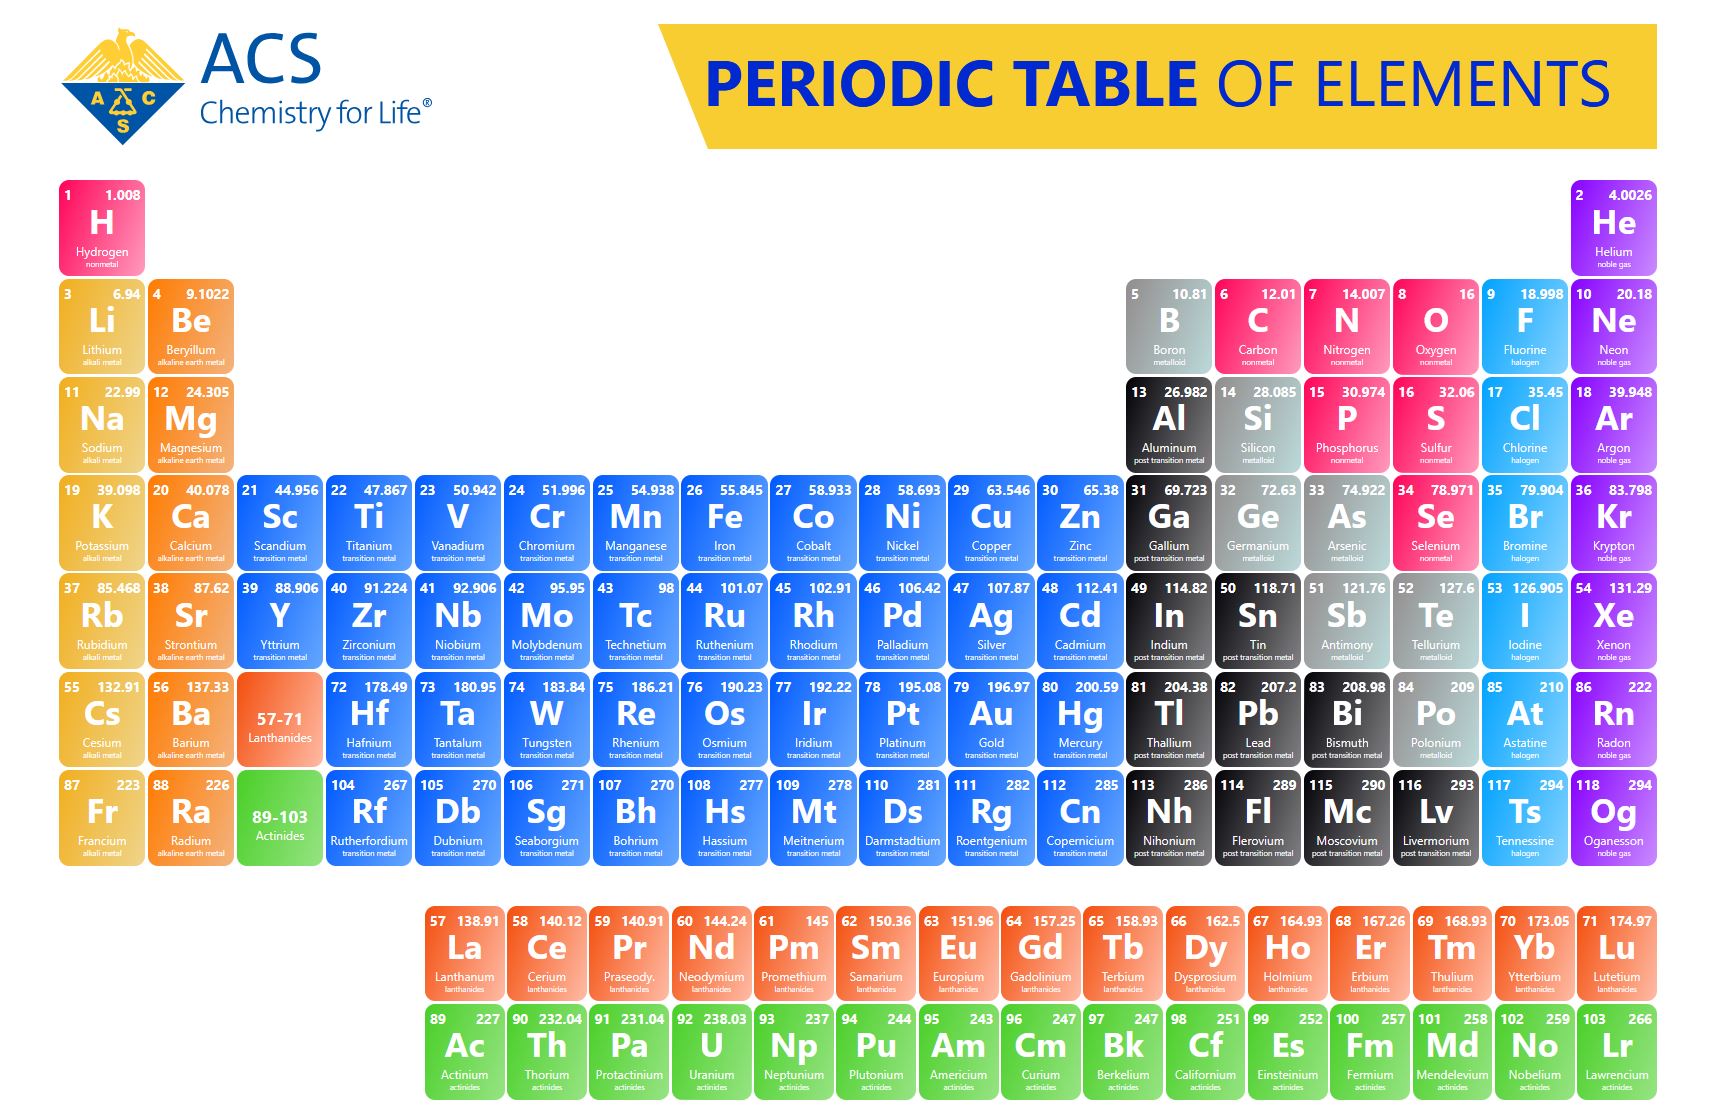 ACS
Chemistry for Life®
A C S
PERIODIC TABLE OF ELEMENTS
1 1.008
H
Hydrogen
nonmetal
2 4.0026
He
Helium
noble gas
3 6.94
Li
Lithium
alkali metal
4 9.1022
Be
Beryillum
alkaline earth metal
5 10.81
B
Boron
metalloid
6 12.01
C
Carbon
nonmetal
7 14.007
N
Nitrogen
nonmetal
8 16
O
Oxygen
nonmetal
9 18.998
F
Fluorine
halogen
10 20.18
Ne
Neon
noble gas
11 22.99
Na
Sodium
alkali metal
12 24.305
Mg
Magnesium
alkaline earth metal
13 26.982
Al
Aluminum
post transition metal
14 28.085
Si
Silicon
metalloid
15 30.974
P
Phosphorus
nonmetal
16 32.06
S
Sulfur
nonmetal
17 35.45
Cl
Chlorine
halogen
18 39.948
Ar
Argon
noble gas
19 39.098
K
Potassium
alkali metal
20 40.078
Ca
Calcium
alkaline earth metal
21 44.956
Sc
Scandium
transition metal
22 47.867
Ti
Titanium
transition metal
23 50.942
V
Vanadium
transition metal
24 51.996
Cr
Chromium
transition metal
25 54.938
Mn
Manganese
transition metal
26 55.845
Fe
Iron
transition metal
27 58.933
Co
Cobalt
transition metal
28 58.693
Ni
Nickel
transition metal
29 63.546
Cu
Copper
transition metal
30 65.38
Zn
Zinc
transition metal
31 69.723
Ga
Gallium
post transition metal
32 72.63
Ge
Germanium
metalloid
33 74.922
As
Arsenic
metalloid
34 78.971
Se
Selenium
nonmetal
35 79.904
Br
Bromine
halogen
36 83.798
Kr
Krypton
noble gas
37 85.468
Rb
Rubidium
alkali metal
38 87.62
Sr
Strontium
alkaline earth metal
39 88.906
Y
Yttrium
transition metal
40 91.224
Zr
Zirconium
transition metal
41 92.906
Nb
Niobium
transition metal
42 95.95
Mo
Molybdenum
transition metal
43 98
Tc
Technetium
transition metal
44 101.07
Ru
Ruthenium
transition metal
45 102.91
Rh
Rhodium
transition metal
46 106.42
Pd
Palladium
transition metal
47 107.87
Ag
Silver
transition metal
48 112.41
Cd
Cadmium
transition metal
49 114.82
In
Indium
post transition metal
50 118.71
Sn
Tin
post transition metal
51 121.76
Sb
Antimony
metalloid
52 127.6
Te
Tellurium
metalloid
53 126.905
I
Iodine
halogen
54 131.29
Xe
Xenon
noble gas
55 132.91
Cs
Cesium
alkali metal
56 137.33
Ba
Barium
alkaline earth metal
57-71
Lanthanides
72 178.49
Hf
Hafnium
transition metal
73 180.95
Ta
Tantalum
transition metal
74 183.84
W
Tungsten
transition metal
75 186.21
Re
Rhenium
transition metal
76 190.23
Os
Osmium
transition metal
77 192.22
Ir
Iridium
transition metal
78 195.08
Pt
Platinum
transition metal
79 196.97
Au
Gold
transition metal
80 200.59
Hg
Mercury
transition metal
81 204.38
Tl
Thallium
post transition metal
82 207.2
Pb
Lead
post transition metal
83 208.98
Bi
Bismuth
post transition metal
84 209
Po
Polonium
metalloid
85 210
At
Astatine
halogen
86 222
Rn
Radon
noble gas
87 223
Fr
Francium
alkali metal
88 226
Ra
Radium
alkaline earth metal
89-103
Actinides
104 267
Rf
Rutherfordium
transition metal
105 270
Db
Dubnium
transition metal
106 271
Sg
Seaborgium
transition metal
107 270
Bh
Bohrium
transition metal
108 277
Hs
Hassium
transition metal
109 278
Mt
Meitnerium
transition metal
110 281
Ds
Darmstadtium
transition metal
111 282
Rg
Roentgenium
transition metal
112 285
Cn
Copernicium
transition metal
113 286
Nh
Nihonium
post transition metal
114 289
Fl
Flerovium
post transition metal
115 290
Mc
Moscovium
post transition metal
116 293
Lv
Livermorium
post transition metal
117 294
Ts
Tennessine
halogen
118 294
Og
Oganesson
noble gas
57 138.91
La
Lanthanum
lanthanides
58 140.12
Ce
Cerium
lanthanides
59 140.91
Pr
Praseody.
lanthanides
60 144.24
Nd
Neodymium
lanthanides
61 145
Pm
Promethium
lanthanides
62 150.36
Sm
Samarium
lanthanides
63 151.96
Eu
Europium
lanthanides
64 157.25
Gd
Gadolinium
lanthanides
65 158.93
Tb
Terbium
lanthanides
66 162.5
Dy
Dysprosium
lanthanides
67 164.93
Ho
Holmium
lanthanides
68 167.26
Er
Erbium
lanthanides
69 168.93
Tm
Thulium
lanthanides
70 173.05
Yb
Ytterbium
lanthanides
71 174.97
Lu
Lutetium
lanthanides
89 227
Ac
Actinium
actinides
90 232.04
Th
Thorium
actinides
91 231.04
Pa
Protactinium
actinides
92 238.03
U
Uranium
actinides
93 237
Np
Neptunium
actinides
94 244
Pu
Plutonium
actinides
95 243
Am
Americium
actinides
96 247
Cm
Curium
actinides
97 247
Bk
Berkelium
actinides
98 251
Cf
Californium
actinides
99 252
Es
Einsteinium
actinides
100 257
Fm
Fermium
actinides
101 258
Md
Mendelevium
actinides
102 259
No
Nobelium
actinides
103 266
Lr
Lawrencium
actinides